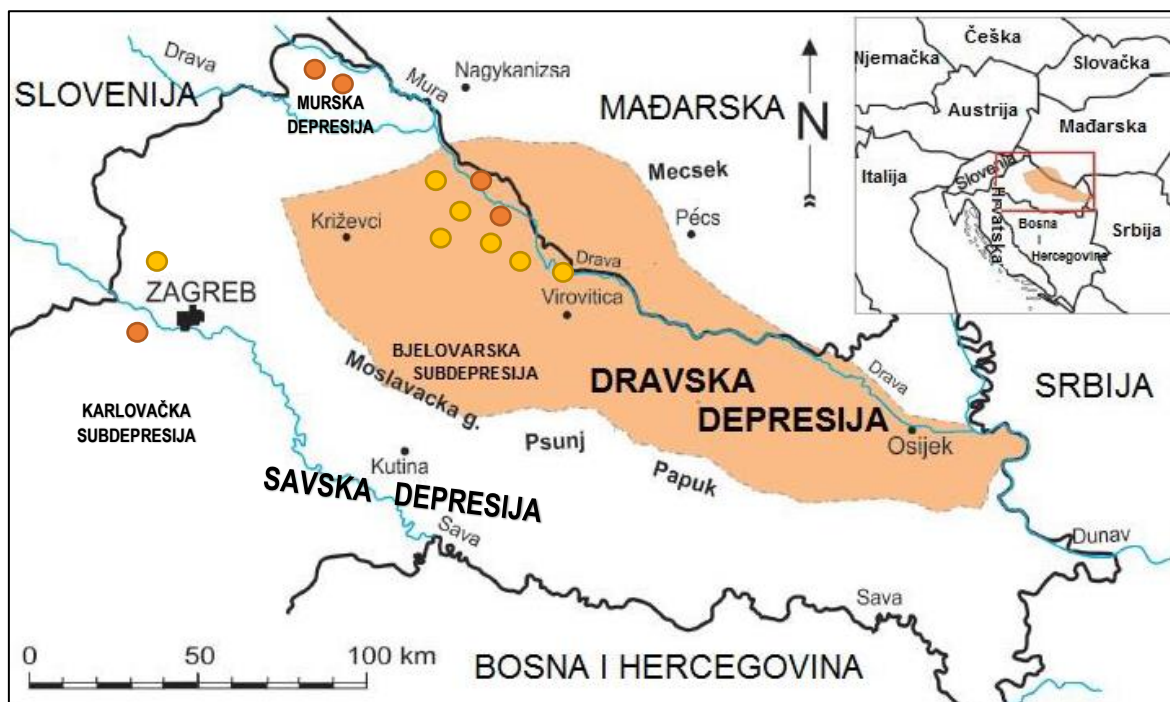 Drava
SLOVENIJA
MURSKA
DEPRESIJA
Mura
Nagykanizsa
MAĐARSKA
N
Mecsek
Pécs
Križevci
ZAGREB
Drava
Virovitica
BJELOVARSKA
SUBDEPRESIJA
Moslavacka g.
DRAVSKA
DEPRESIJA
Drava
SRBIJA
KARLOVAČKA
SUBDEPRESIJA
Psunj
Osijek
Kutina
Papuk
SAVSKA DEPRESIJA
Sava
Dunav
Sava
0 50 100 km
BOSNA I HERCEGOVINA
Češka
Njemačka
Slovačka
Austrija
Mađarska
Italija
Slovenija
Hrvatska
Bosna
i
Hercegovina
Srbija